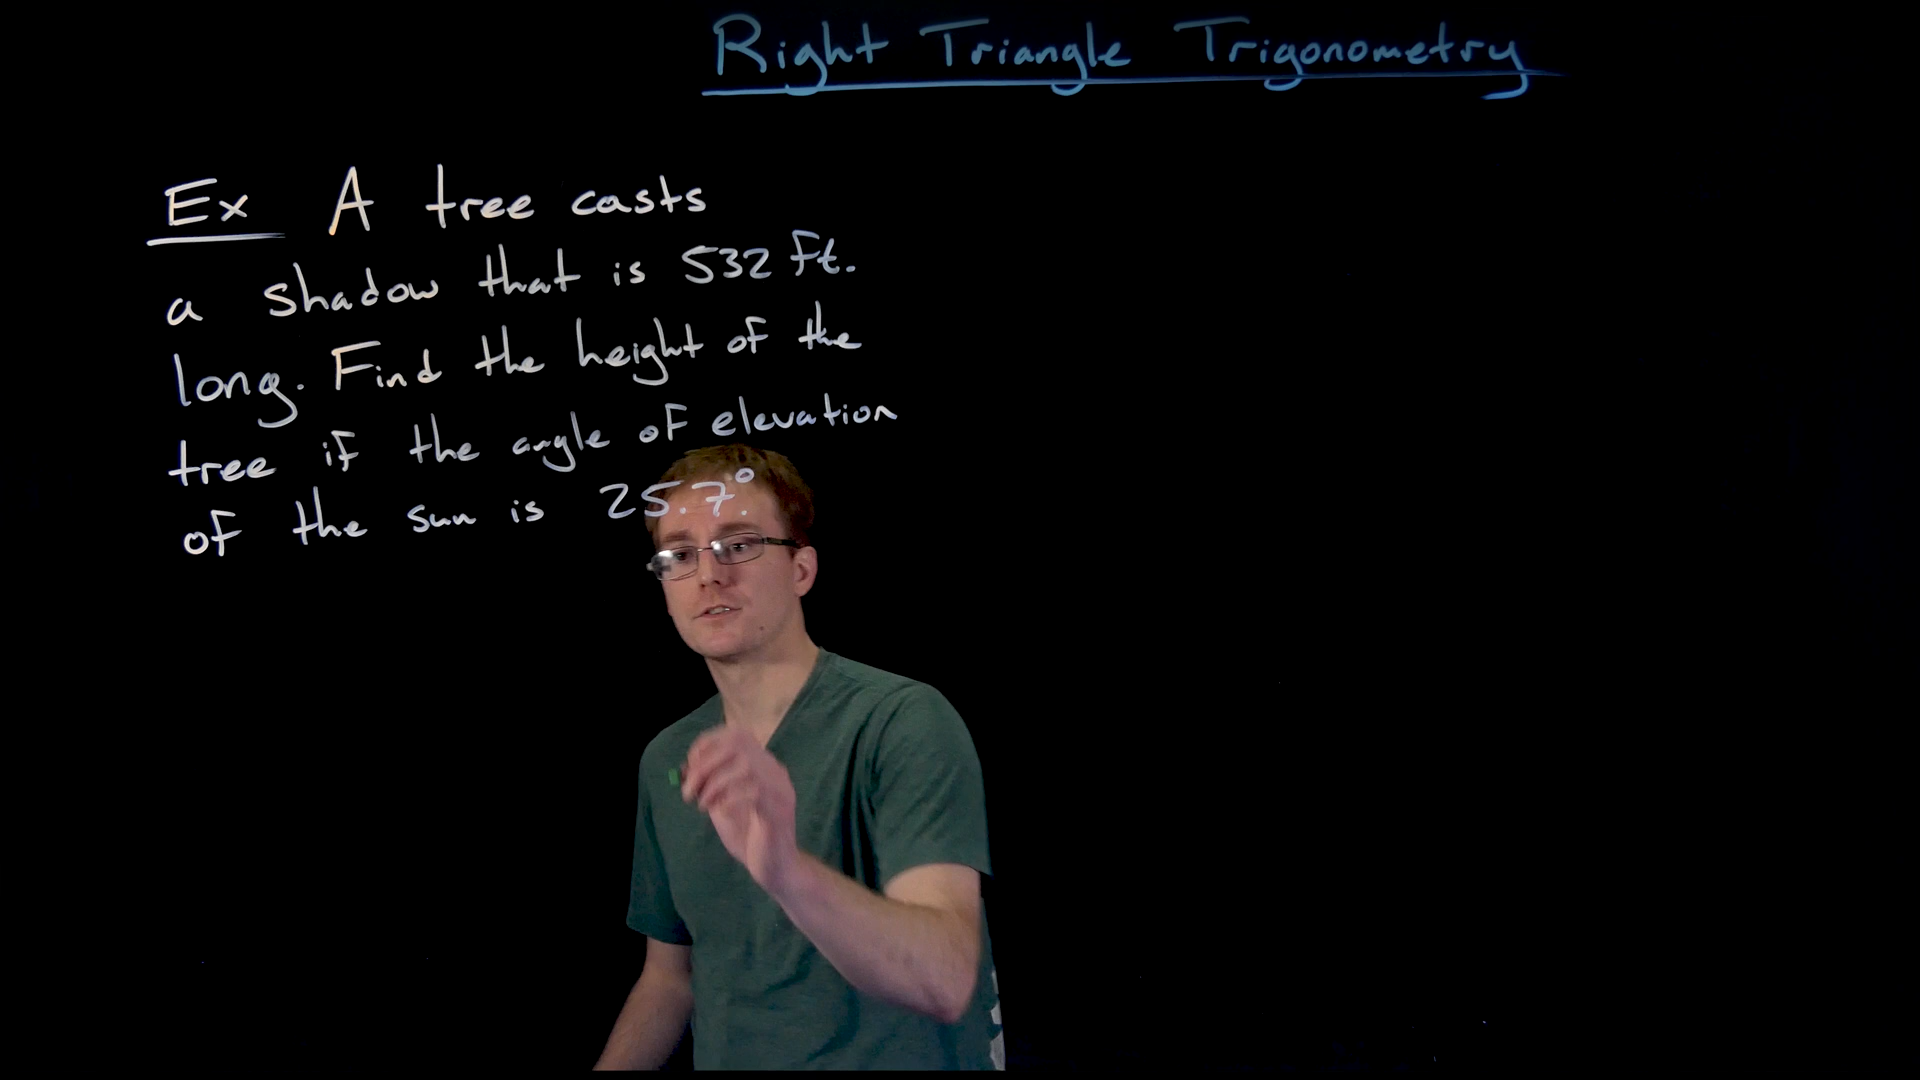 Right Triangle Trigonometry
Ex A tree casts
a shadow that is 532 ft.
long. Find the height of the
tree if the angle of elevation
of the sun is 25.7°.